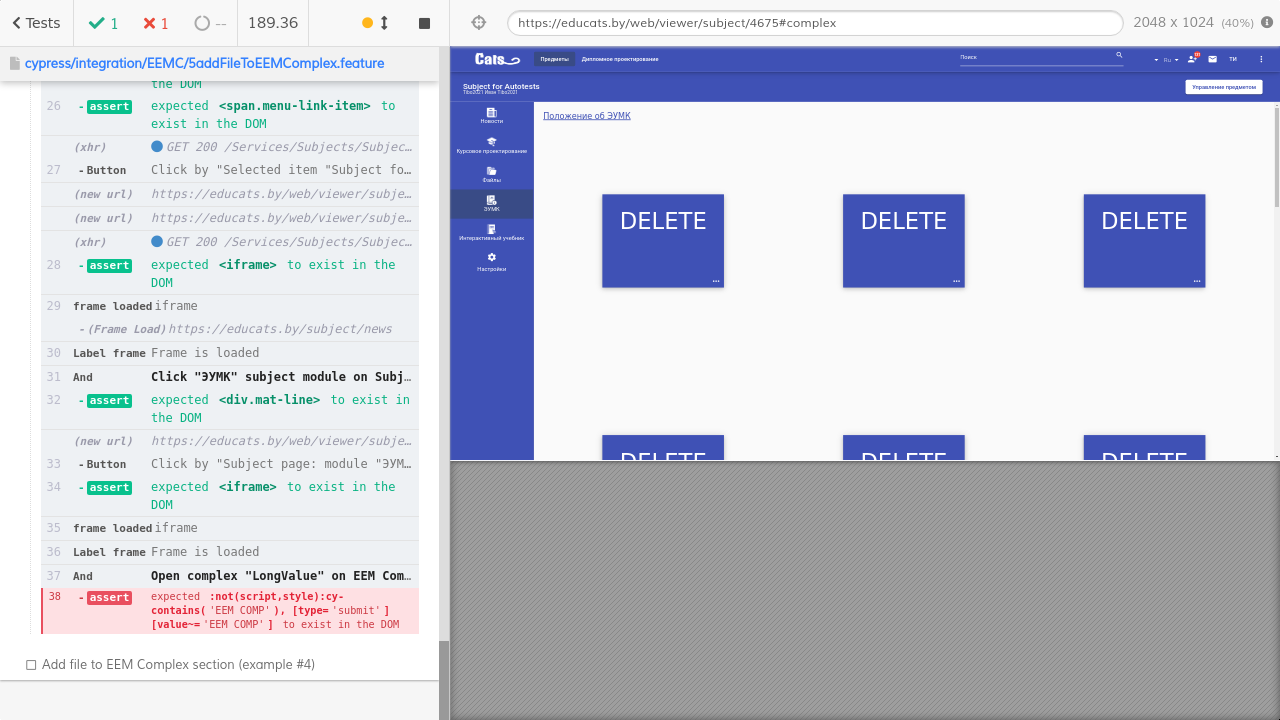 Tests
1
1
--
189.36
https://educats.by/web/viewer/subject/4675#complex
2048 x 1024 (40%)
cypress/integration/EEMC/5addFileToEEMComplex.feature
the DOM
26 -assert expected <span.menu-link-item> to
exist in the DOM
(xhr) GET 200 /Services/Subjects/Subjec…
27 -Button Click by "Selected item "Subject fo…
(new url) https://educats.by/web/viewer/subje…
(new url) https://educats.by/web/viewer/subje…
(xhr) GET 200 /Services/Subjects/Subjec…
28 -assert expected <iframe> to exist in the
DOM
29 frame loaded iframe
-(Frame Load) https://educats.by/subject/news
30 Label frame Frame is loaded
31 And Click "ЭУМК" subject module on Subj…
32 -assert expected <div.mat-line> to exist in
the DOM
(new url) https://educats.by/web/viewer/subje…
33 -Button Click by "Subject page: module "ЭУМ…
34 -assert expected <iframe> to exist in the
DOM
35 frame loaded iframe
36 Label frame Frame is loaded
37 And Open complex "LongValue" on EEM Com…
38 -assert expected :not(script,style):cy-
contains('EEM COMP'), [type='submit']
[value~='EEM COMP'] to exist in the DOM
Add file to EEM Complex section (example #4)
Cats
Предметы
Дипломное проектирование
Поиск
Ru
ТИ
Subject for Autotests
Управление предметом
Новости
Курсовое проектирование
Файлы
ЭУМК
Интерактивный учебник
Настройки
Положение об ЭУМК
DELETE
...
DELETE
...
DELETE
...
DELETE
DELETE
DELETE